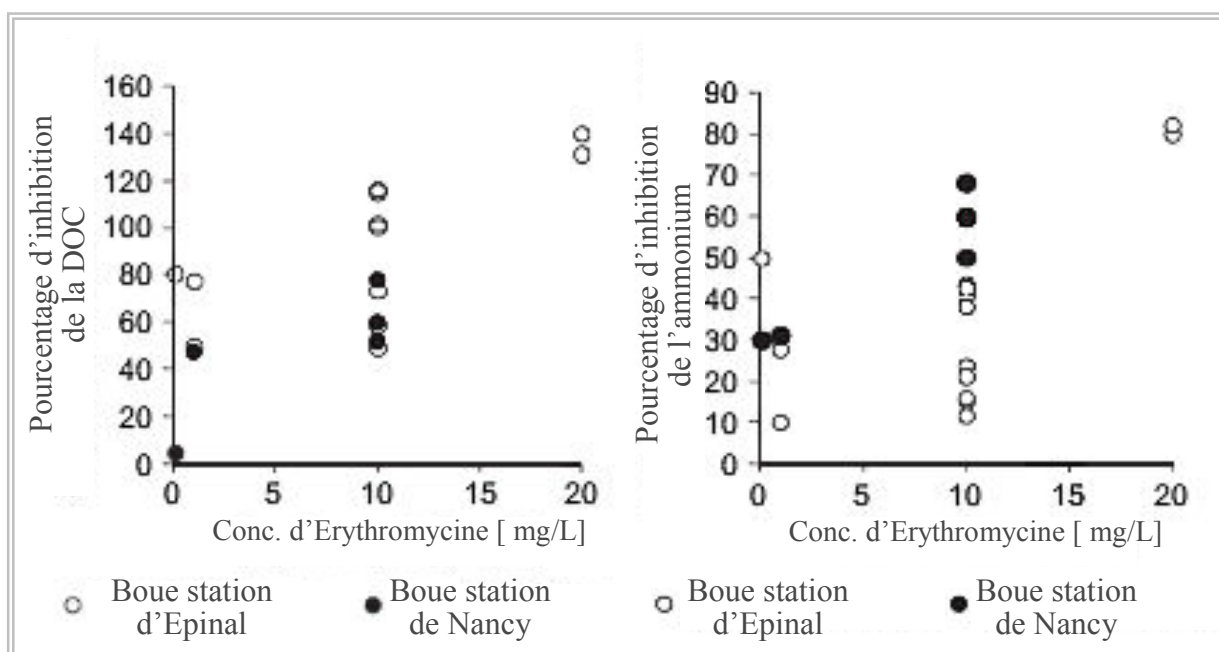 Pourcentage d'inhibition
de la DOC
160
140
120
100
80
60
40
20
0
0 5 10 15 20
Conc. d'Erythromycine [ mg/L]
Boue station
d'Epinal
Boue station
de Nancy
Pourcentage d'inhibition
de l'ammonium
90
80
70
60
50
40
30
20
10
0
0 5 10 15 20
Conc. d'Erythromycine [ mg/L]
Boue station
d'Epinal
Boue station
de Nancy